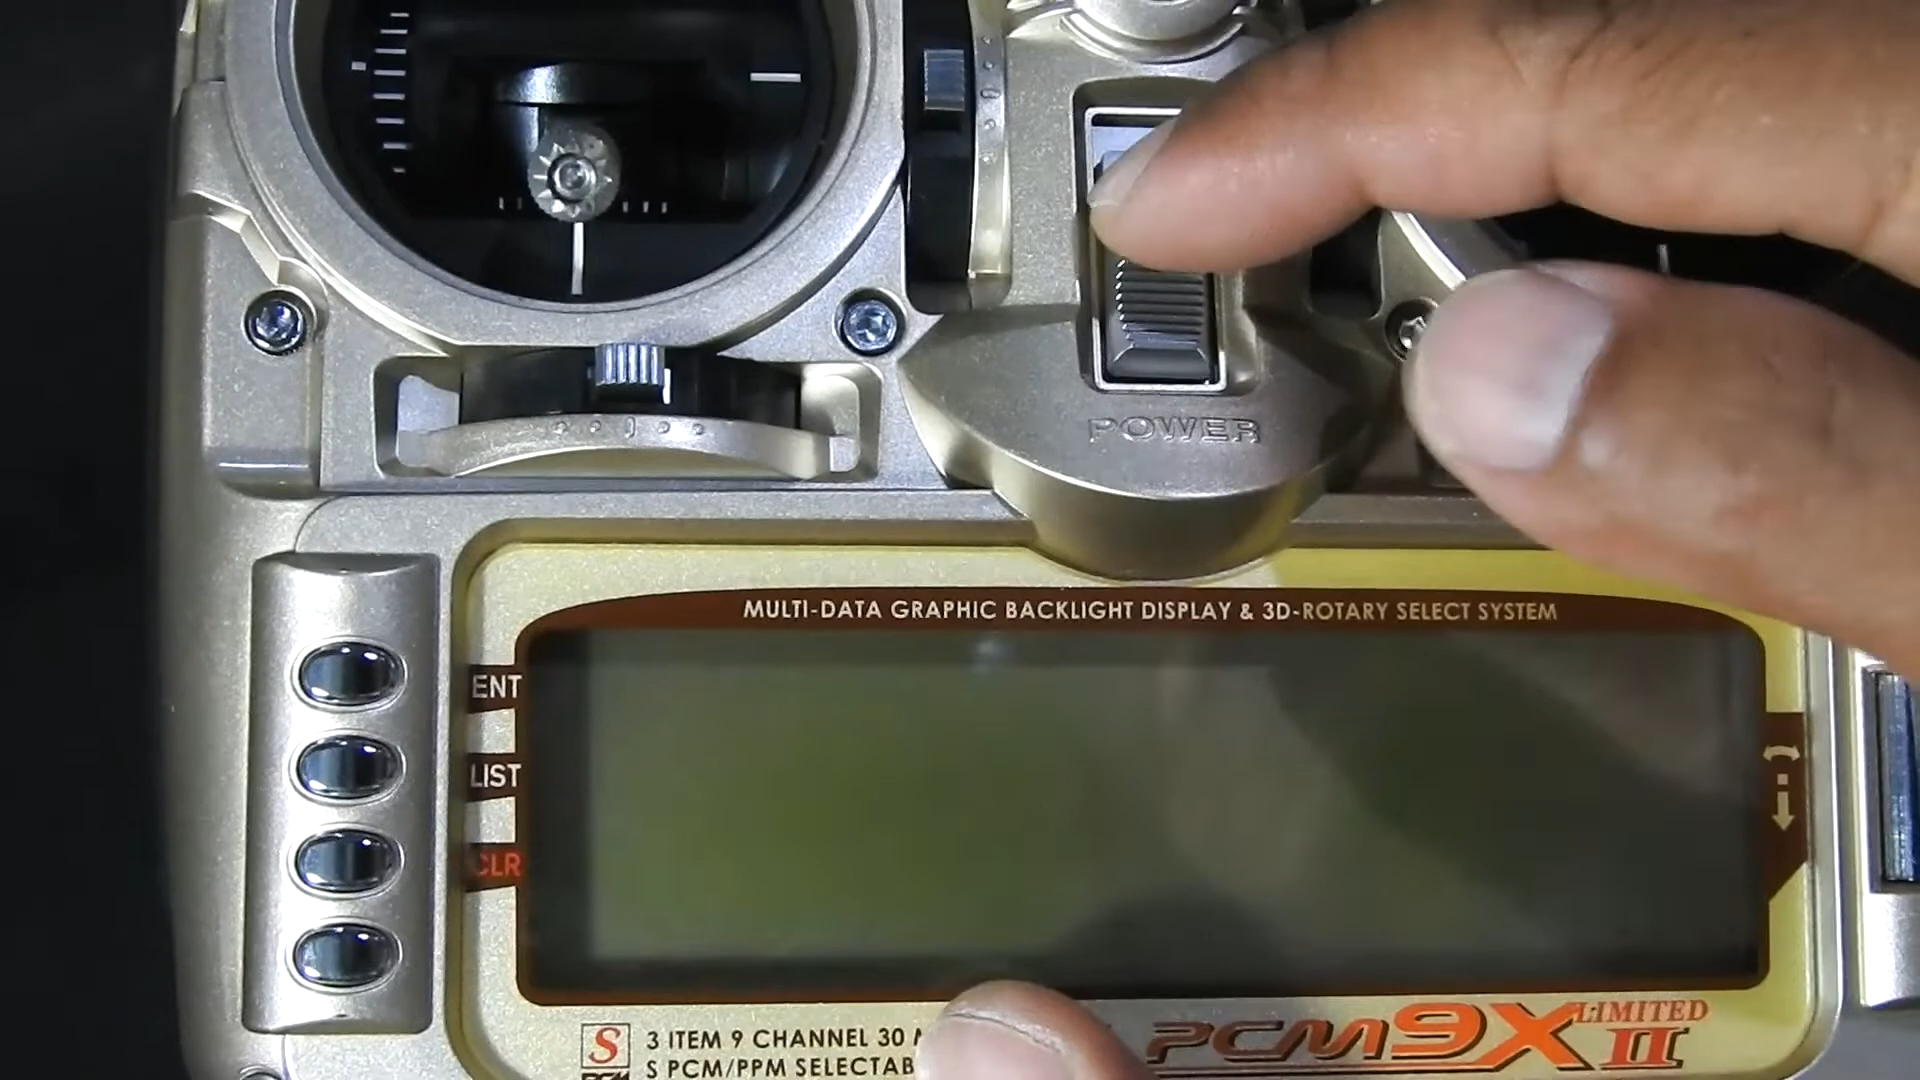 POWER
MULTI-DATA GRAPHIC BACKLIGHT DISPLAY & 3D-ROTARY SELECT SYSTEM
ENT
LIST
CLR
S 3 ITEM 9 CHANNEL 30
S PCM/PPM
PCM9X LIMITED II